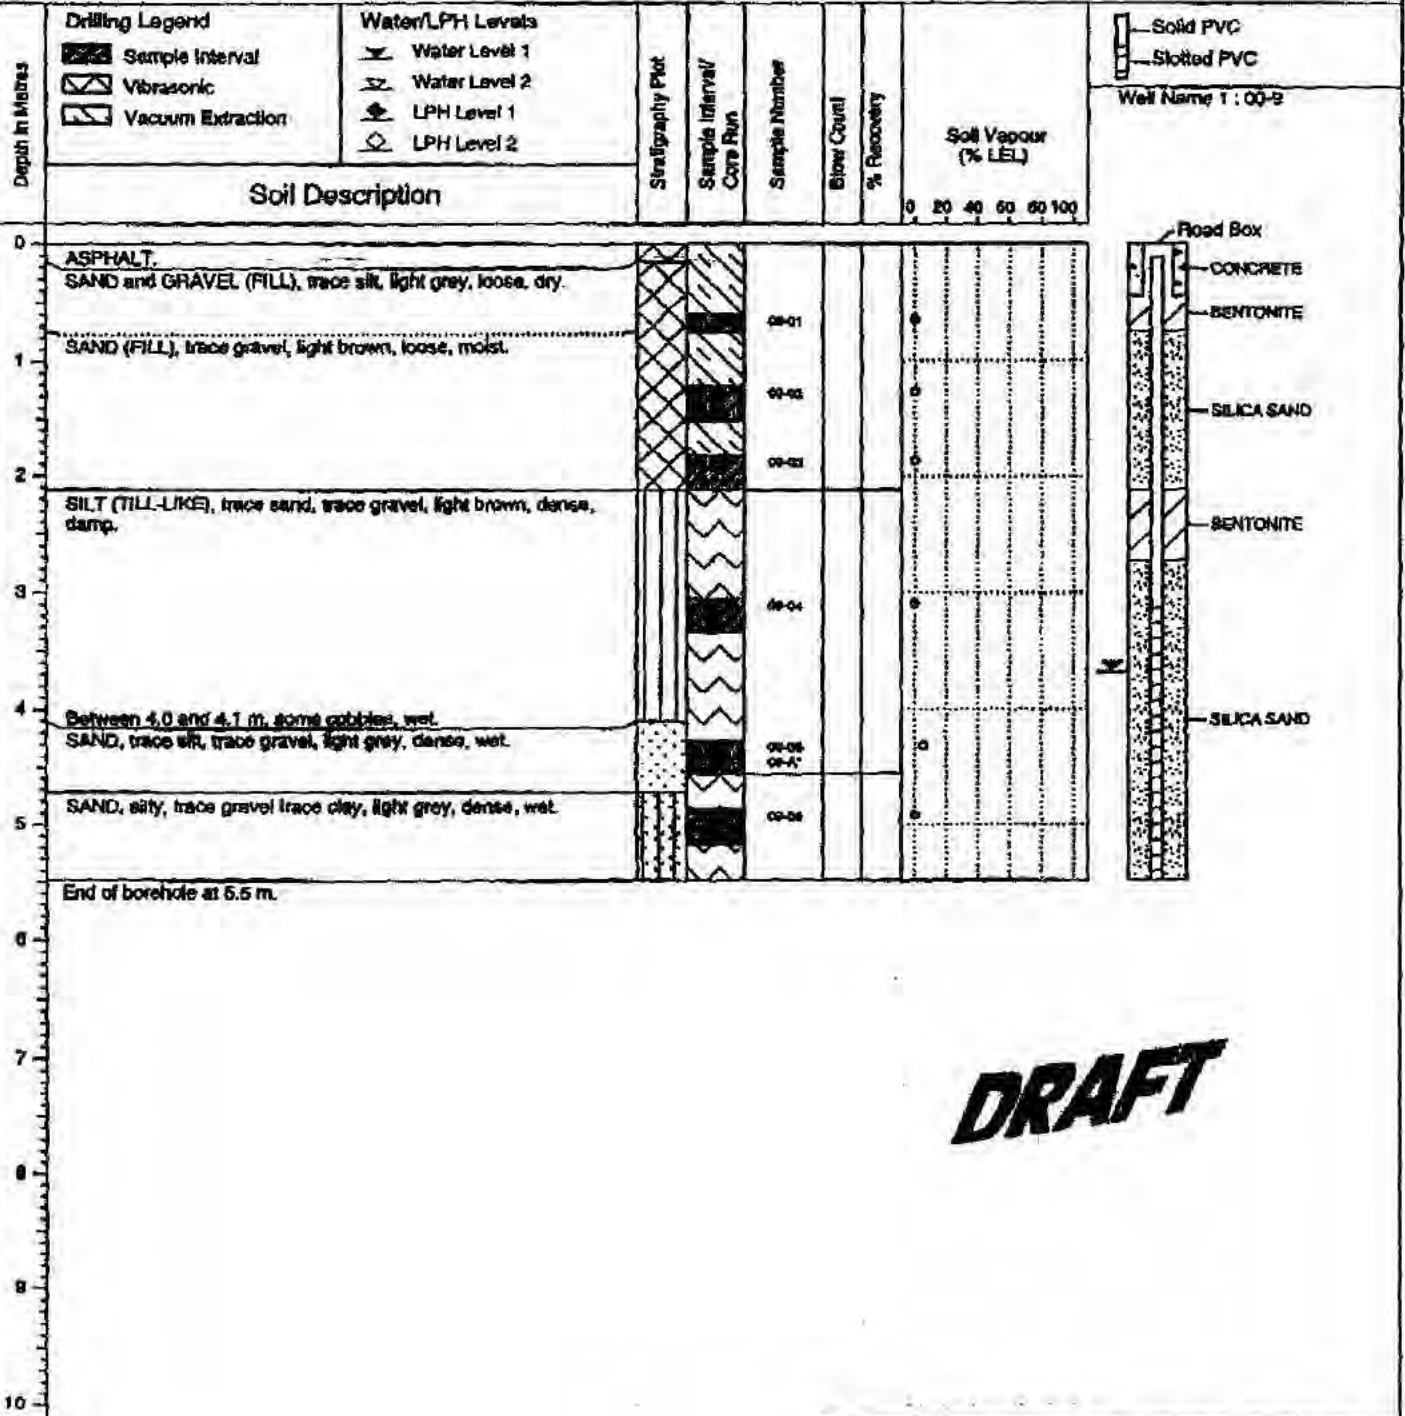 Drilling Legend
Sample Interval
Vibrasonic
Vacuum Extraction
Water/LPH Levels
Water Level 1
Water Level 2
LPH Level 1
LPH Level 2
Soil Description
Depth in Metres
Stratigraphy Plot
Sample Interval/
Core Run
Sample Number
Blow Count
% Recovery
Soil Vapour
(% LEL)
0 20 40 60 80 100
Solid PVC
Slotted PVC
Well Name 1 : 00-9
Road Box
CONCRETE
BENTONITE
SILICA SAND
BENTONITE
SILICA SAND
0
ASPHALT.
SAND and GRAVEL (FILL), trace silt, light grey, loose, dry.
SAND (FILL), trace gravel, light brown, loose, moist.
1
2
SILT (TILL-LIKE), trace sand, trace gravel, light brown, dense,
damp.
3
4
Between 4.0 and 4.1 m, some cobbles, wet.
SAND, trace silt, trace gravel, light grey, dense, wet.
SAND, silty, trace gravel trace clay, light grey, dense, wet.
5
End of borehole at 5.5 m.
6
7
8
9
10
DRAFT